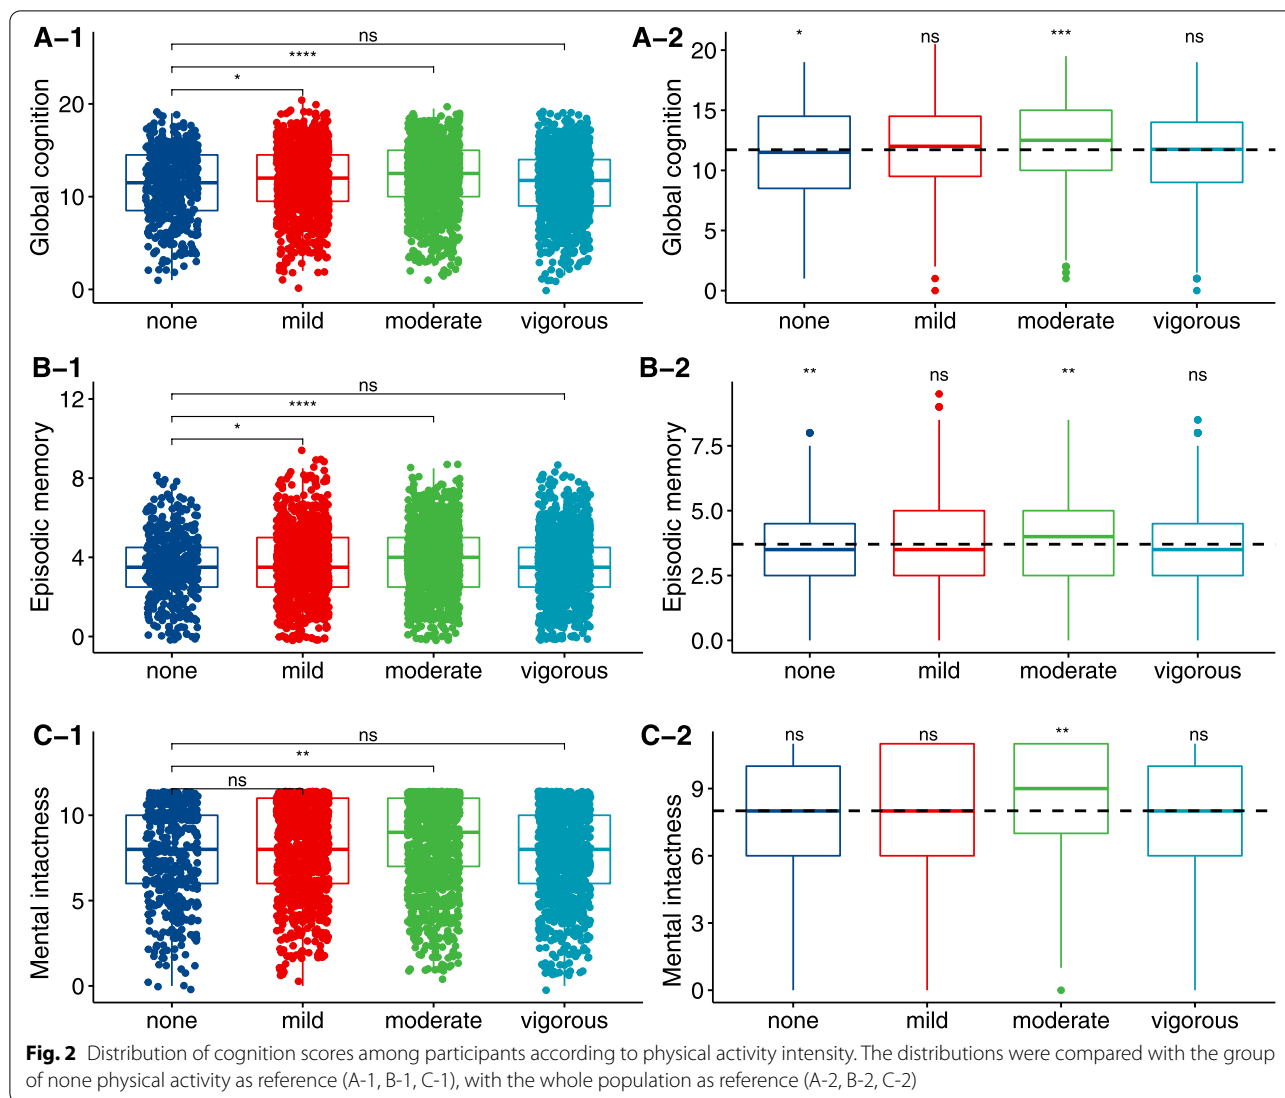 A-1
ns
****
*
Global cognition
20
10
0
none mild moderate vigorous
A-2
* ns *** ns
Global cognition
20
15
10
5
0
none mild moderate vigorous
B-1
ns
****
*
Episodic memory
12
8
4
0
none mild moderate vigorous
B-2
** ns ** ns
Episodic memory
7.5
5.0
2.5
0.0
none mild moderate vigorous
C-1
ns
**
ns
Mental intactness
10
5
0
none mild moderate vigorous
C-2
ns ns ** ns
Mental intactness
9
6
3
0
none mild moderate vigorous
Fig. 2 Distribution of cognition scores among participants according to physical activity intensity. The distributions were compared with the group
of none physical activity as reference (A-1, B-1, C-1), with the whole population as reference (A-2, B-2, C-2)